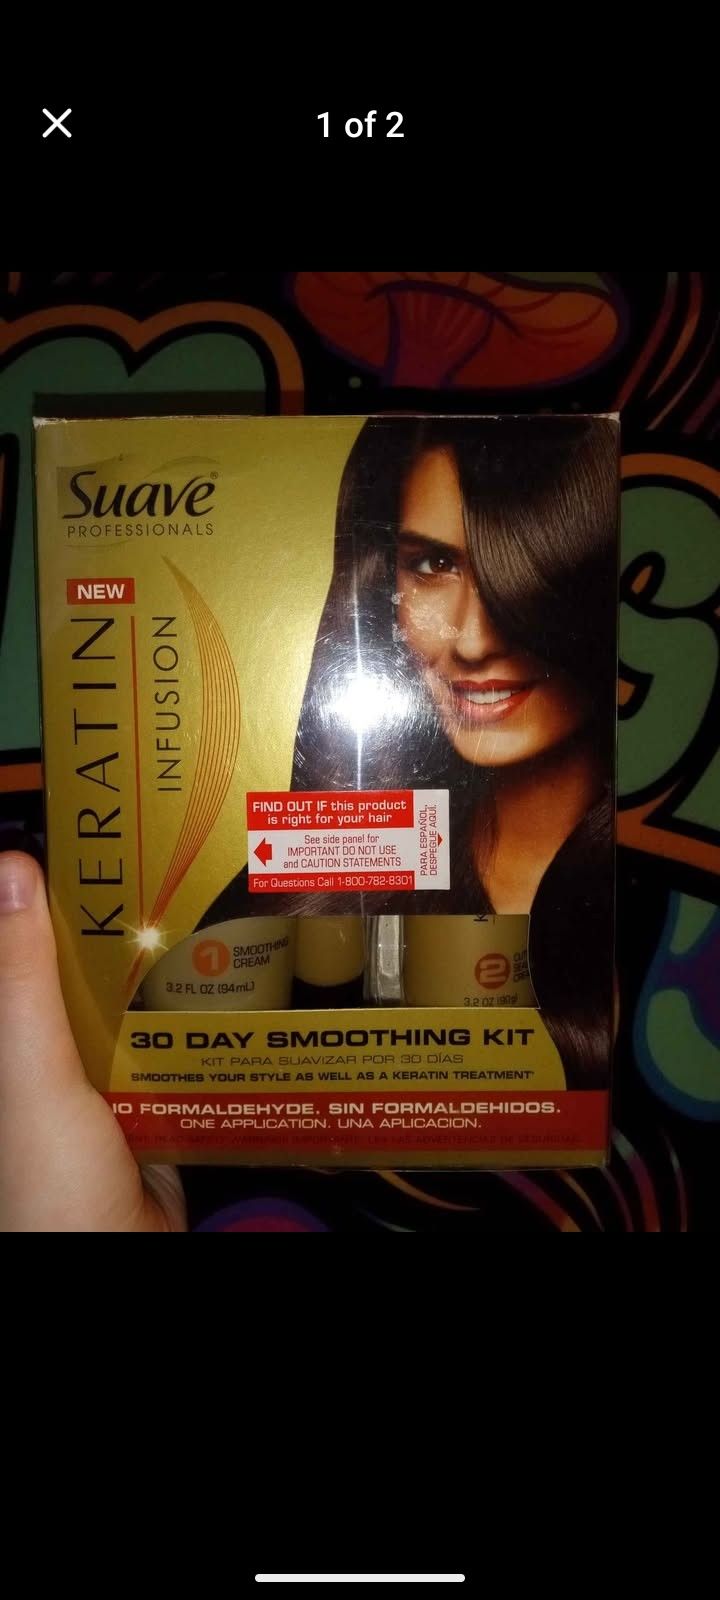 1 of 2
Suave®
PROFESSIONALS
NEW
KERATIN
INFUSION
FIND OUT IF this product
is right for your hair
See side panel for
IMPORTANT DO NOT USE
and CAUTION STATEMENTS
For Questions Call 1-800-782-8301
PARA ESPAÑOL,
DESPEGUE AQUÍ.
1 SMOOTHING
CREAM
3.2 FL OZ (94mL)
2
3.2 OZ (90g)
30 DAY SMOOTHING KIT
KIT PARA SUAVIZAR POR 30 DÍAS
SMOOTHES YOUR STYLE AS WELL AS A KERATIN TREATMENT*
NO FORMALDEHYDE. SIN FORMALDEHIDOS.
ONE APPLICATION. UNA APLICACION.